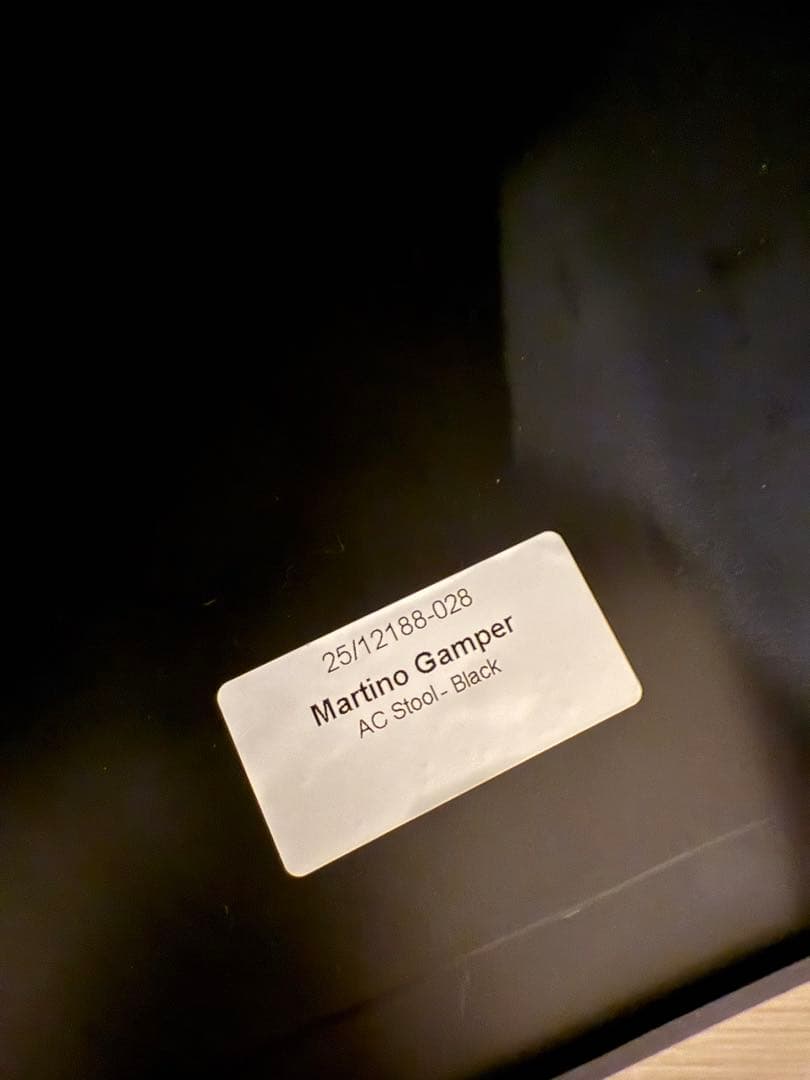 25/12188-028
Martino Gamper
AC Stool - Black